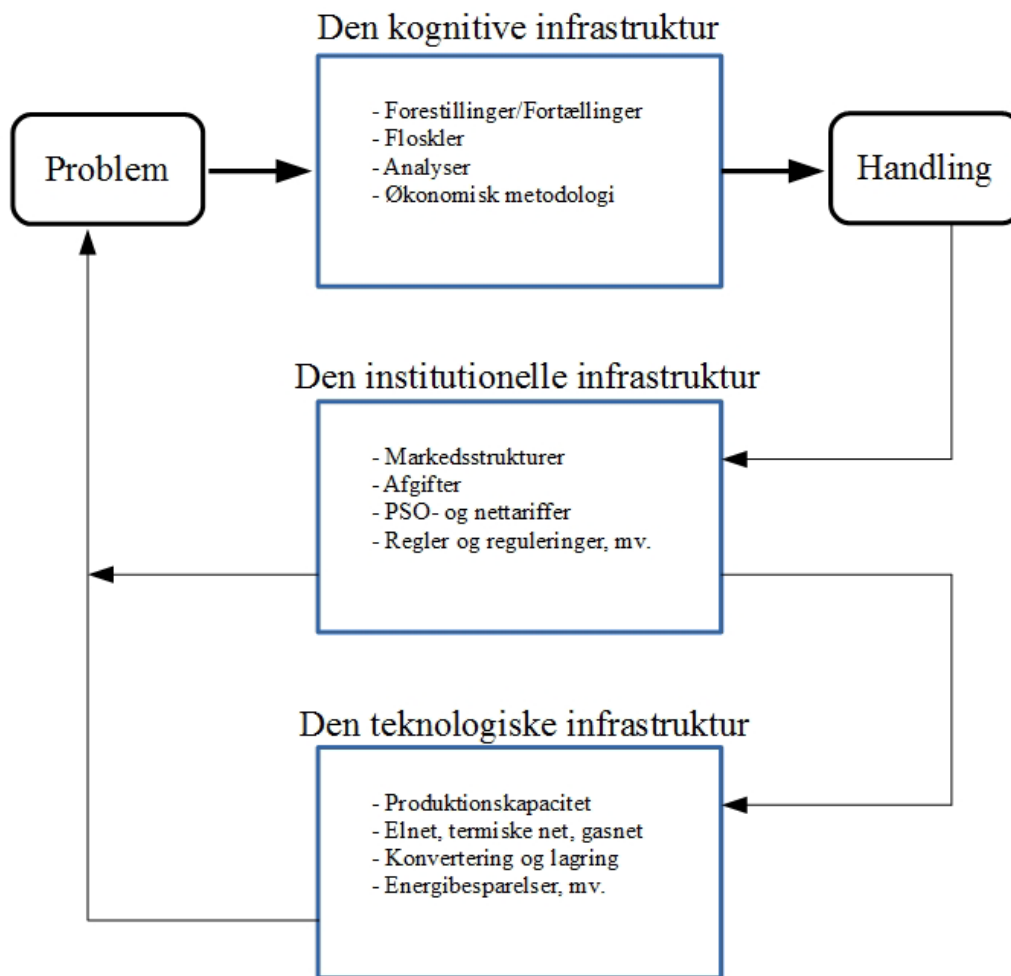 Den kognitive infrastruktur
- Forestillinger/Fortællinger
- Floskler
- Analyser
- Økonomisk metodologi
Problem
Handling
Den institutionelle infrastruktur
- Markedsstrukturer
- Afgifter
- PSO- og nettariffer
- Regler og reguleringer, mv.
Den teknologiske infrastruktur
- Produktionskapacitet
- Elnet, termiske net, gasnet
- Konvertering og lagring
- Energibesparelser, mv.